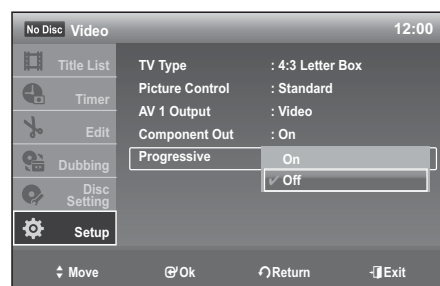 No Disc Video 12:00
Title List
Timer
Edit
Dubbing
Disc
Setting
Setup
TV Type : 4:3 Letter Box
Picture Control : Standard
AV 1 Output : Video
Component Out : On
Progressive On
✔ Off
Move Ok Return Exit